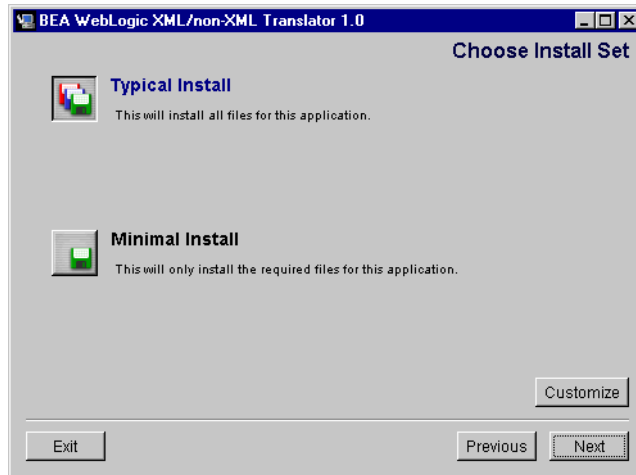 BEA WebLogic XML/non-XML Translator 1.0
Choose Install Set
Typical Install
This will install all files for this application.
Minimal Install
This will only install the required files for this application.
Customize
Exit
Previous
Next